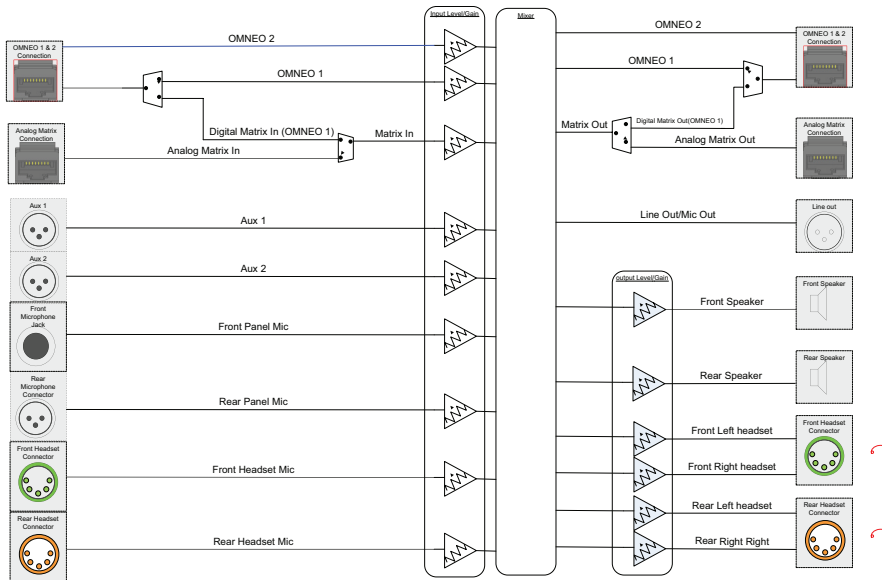 Input Level/Gain
Mixer
OMNEO 1 & 2
Connection
OMNEO 2
OMNEO 1
Digital Matrix In (OMNEO 1)
Matrix In
Analog Matrix
Connection
Analog Matrix In
Aux 1
Aux 1
Aux 2
Aux 2
Front
Microphone
Jack
Front Panel Mic
Rear
Microphone
Connector
Rear Panel Mic
Front Headset
Connector
Front Headset Mic
Rear Headset
Connector
Rear Headset Mic
OMNEO 2
OMNEO 1 & 2
Connection
OMNEO 1
Matrix Out
Digital Matrix Out(OMNEO 1)
Analog Matrix Out
Analog Matrix
Connection
Line Out/Mic Out
Line out
output Level/Gain
Front Speaker
Front Speaker
Rear Speaker
Rear Speaker
Front Left headset
Front Right headset
Front Headset
Connector
Rear Left headset
Rear Right Right
Rear Headset
Connector